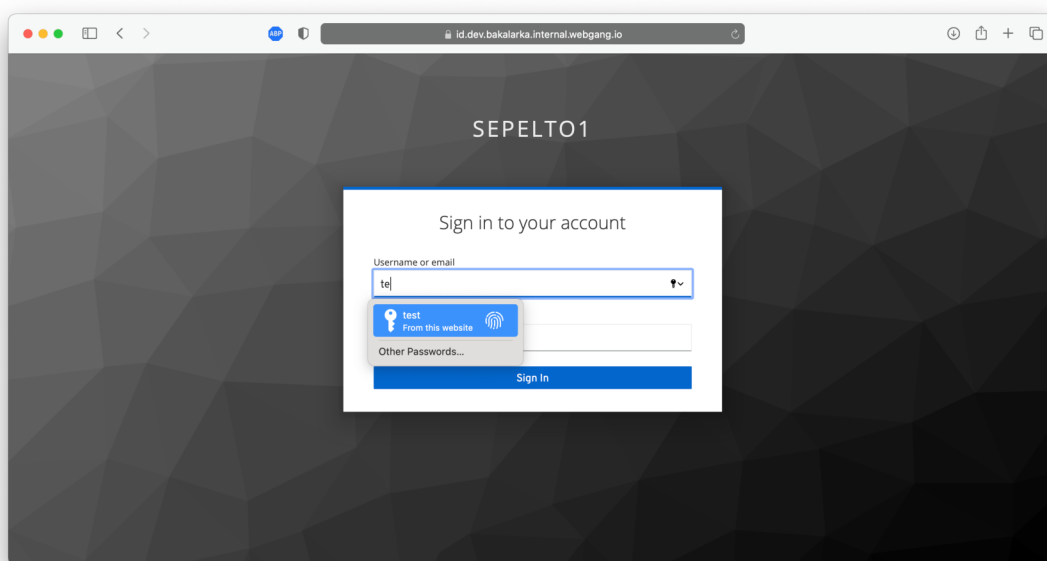 ABP
id.dev.bakalarka.internal.webgang.io
SEPELTO1
Sign in to your account
Username or email
te
test
From this website
Other Passwords...
Sign In